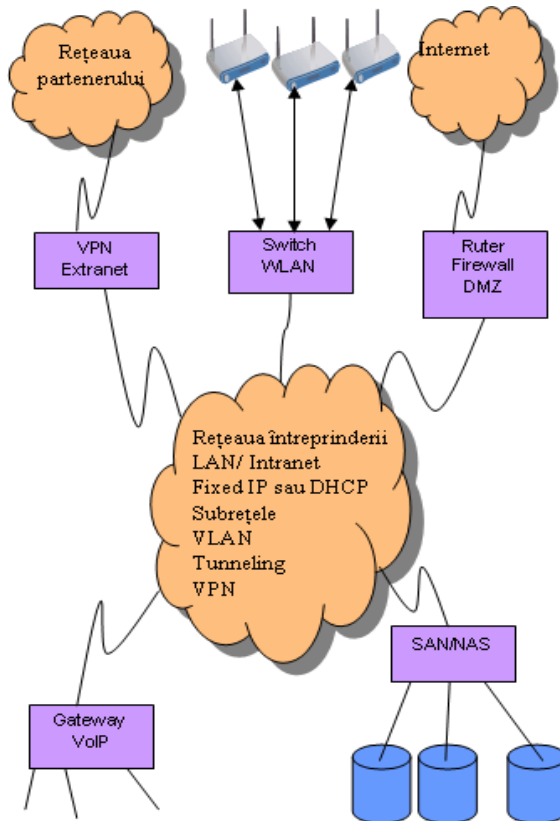 Rețeaua
partenerului
Internet
VPN
Extranet
Switch
WLAN
Ruter
Firewall
DMZ
Rețeaua întreprinderii
LAN/ Intranet
Fixed IP sau DHCP
Subrețele
VLAN
Tunneling
VPN
SAN/NAS
Gateway
VoIP